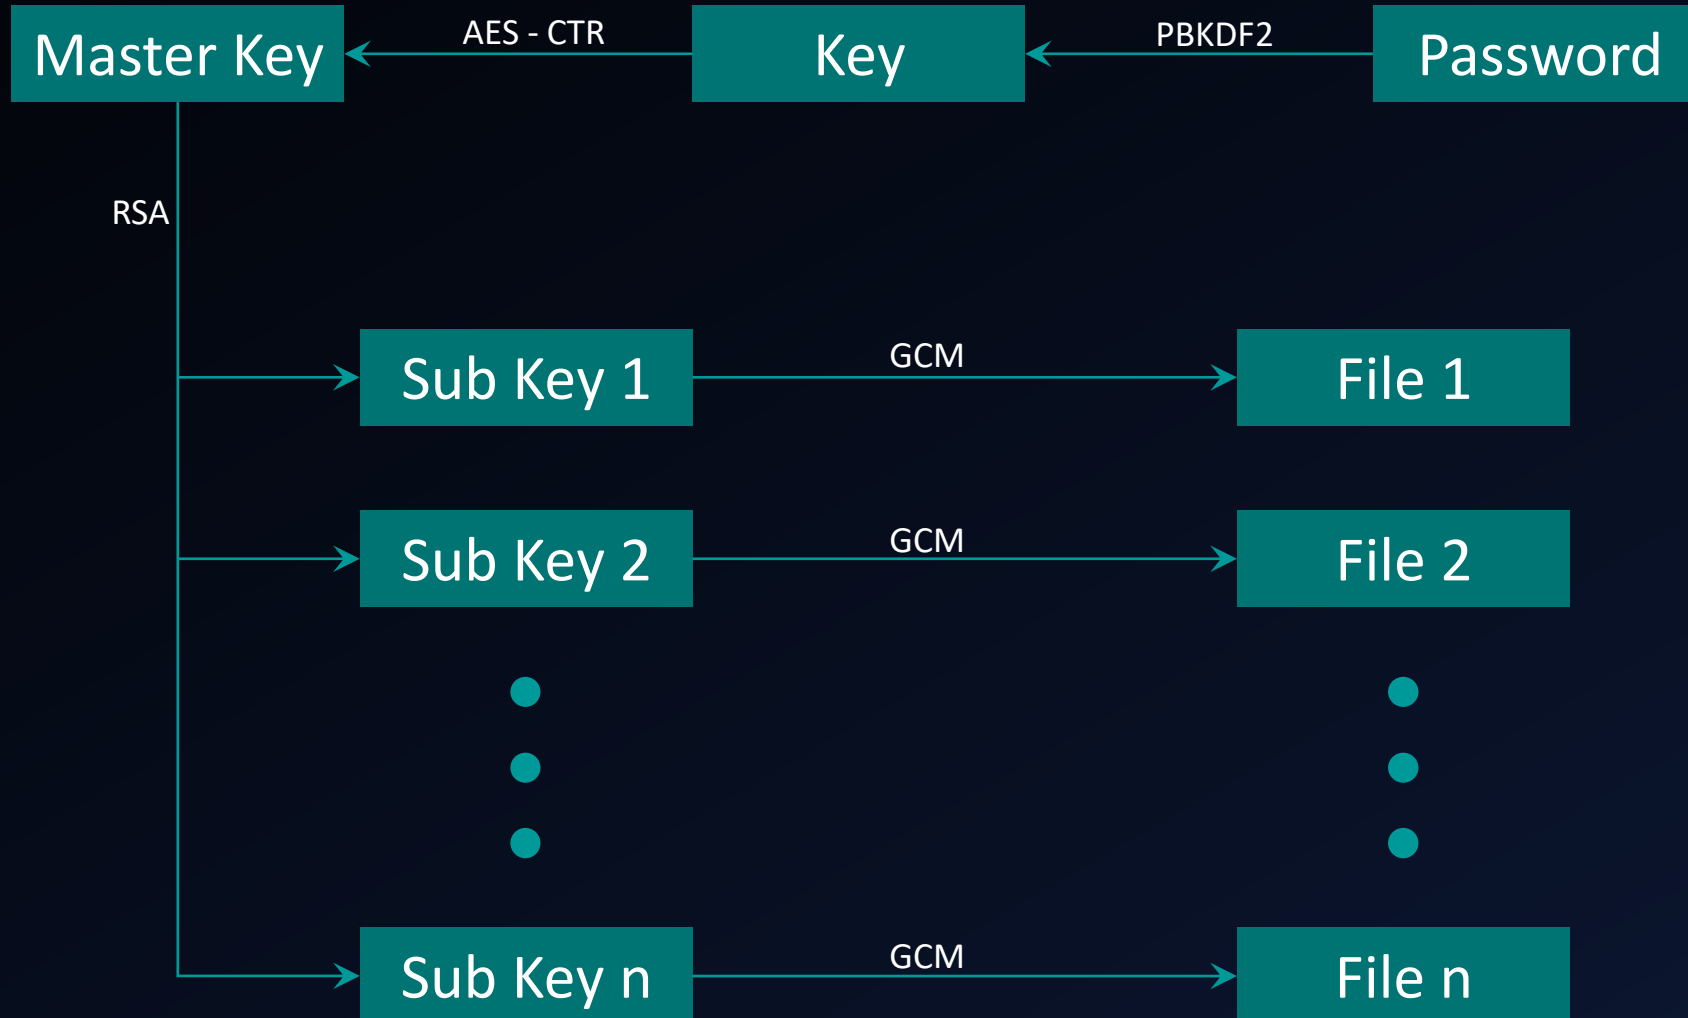 Master Key
AES - CTR
Key
PBKDF2
Password
RSA
Sub Key 1
GCM
File 1
Sub Key 2
GCM
File 2
Sub Key n
GCM
File n